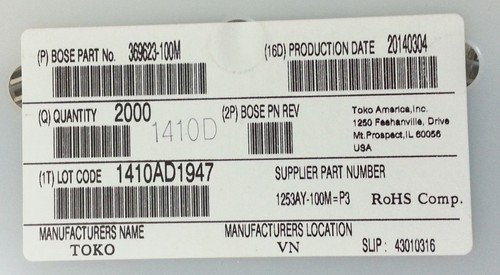 (P) BOSE PART No. 369623-100M
(16D) PRODUCTION DATE 20140304
(Q) QUANTITY 2000
1410D
(2P) BOSE PN REV
Toko America, Inc.
1250 Feehanville, Drive
Mt. Prospect, IL 60056
USA
(1T) LOT CODE 1410AD1947
SUPPLIER PART NUMBER
1253AY-100M=P3 RoHS Comp.
MANUFACTURERS NAME
TOKO
MANUFACTURERS LOCATION
VN
SLIP: 43010316